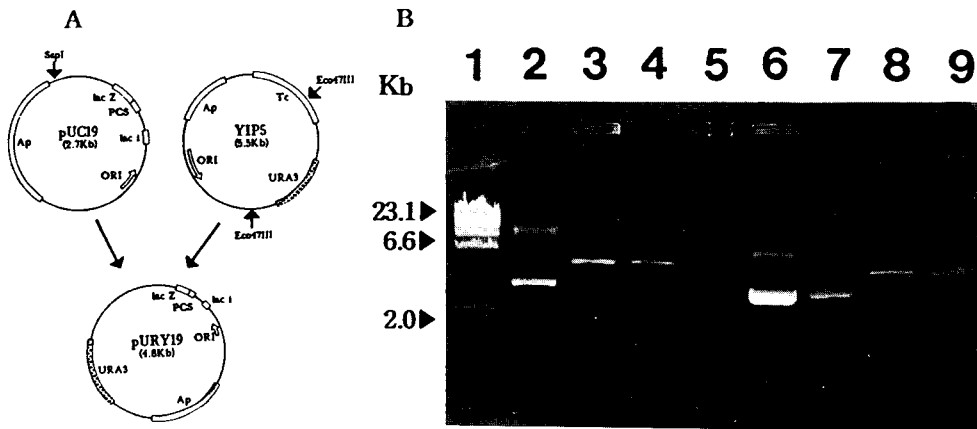 A
SspI
lac Z
PCS
lac i
Ap
pUC19
(2.7Kb)
ORI
Eco47III
Tc
Ap
YIP5
(5.5Kb)
ORI
URA3
Eco47III
lac Z
PCS
lac i
ORI
pURY19
(4.8Kb)
URA3
Ap
B
1 2 3 4 5 6 7 8 9
Kb
23.1
6.6
2.0